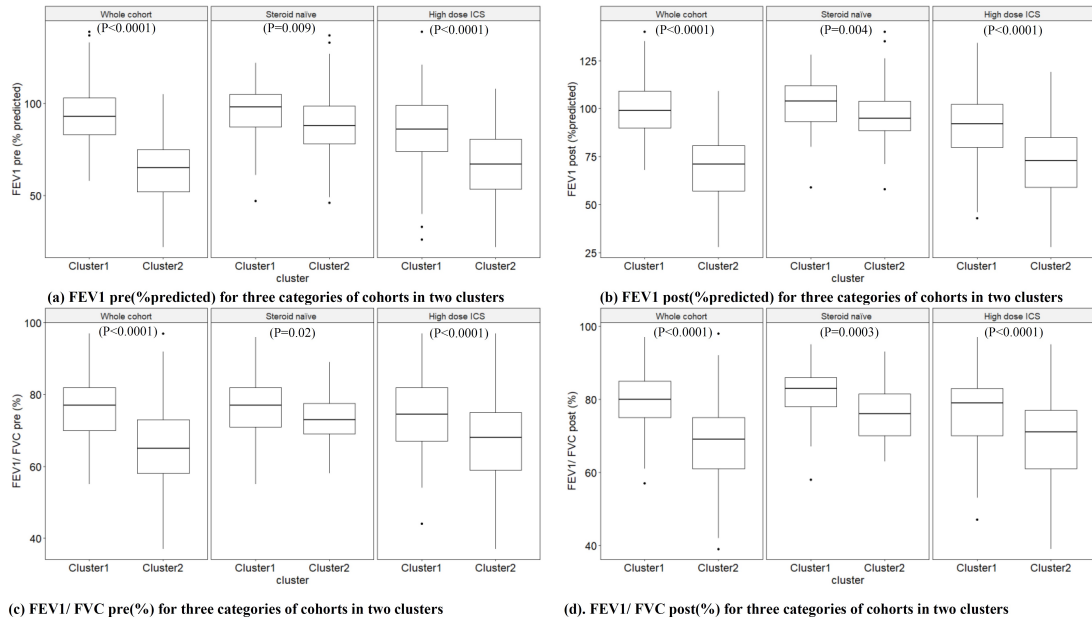 Whole cohort Steroid naïve High dose ICS
(P<0.0001) (P=0.009) (P<0.0001)
FEV1 pre (% predicted)
100
50
Cluster1 Cluster2 Cluster1 Cluster2 Cluster1 Cluster2
cluster
(a) FEV1 pre(%predicted) for three categories of cohorts in two clusters
Whole cohort Steroid naïve High dose ICS
(P<0.0001) (P=0.004) (P<0.0001)
FEV1 post (%predicted)
125
100
75
50
25
Cluster1 Cluster2 Cluster1 Cluster2 Cluster1 Cluster2
cluster
(b) FEV1 post(%predicted) for three categories of cohorts in two clusters
Whole cohort Steroid naïve High dose ICS
(P<0.0001) (P=0.02) (P<0.0001)
FEV1/ FVC pre (%)
100
80
60
40
Cluster1 Cluster2 Cluster1 Cluster2 Cluster1 Cluster2
cluster
(c) FEV1/ FVC pre(%) for three categories of cohorts in two clusters
Whole cohort Steroid naïve High dose ICS
(P<0.0001) (P=0.0003) (P<0.0001)
FEV1/ FVC post (%)
100
80
60
40
Cluster1 Cluster2 Cluster1 Cluster2 Cluster1 Cluster2
cluster
(d). FEV1/ FVC post(%) for three categories of cohorts in two clusters